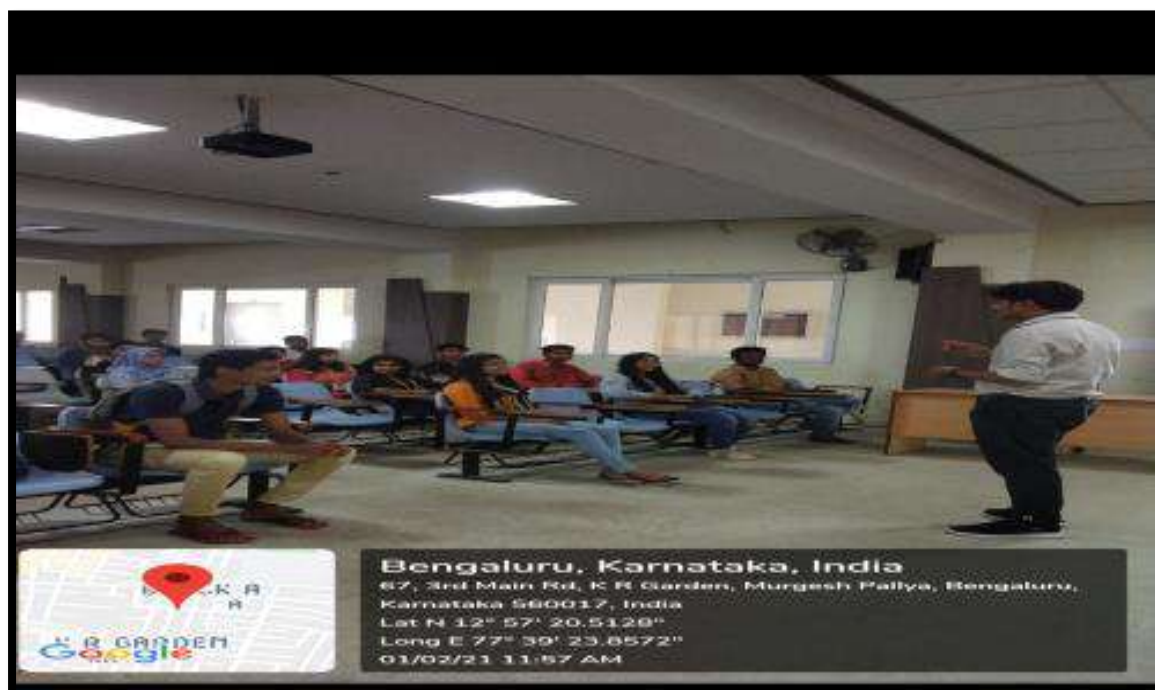 Bengaluru, Karnataka, India
67, 3rd Main Rd, K R Garden, Murgesh Pallya, Bengaluru,
Karnataka 560017, India
Lat N 12° 57' 20.5128"
Long E 77° 39' 23.8572"
01/02/21 11:57 AM
K R GARDEN
Google